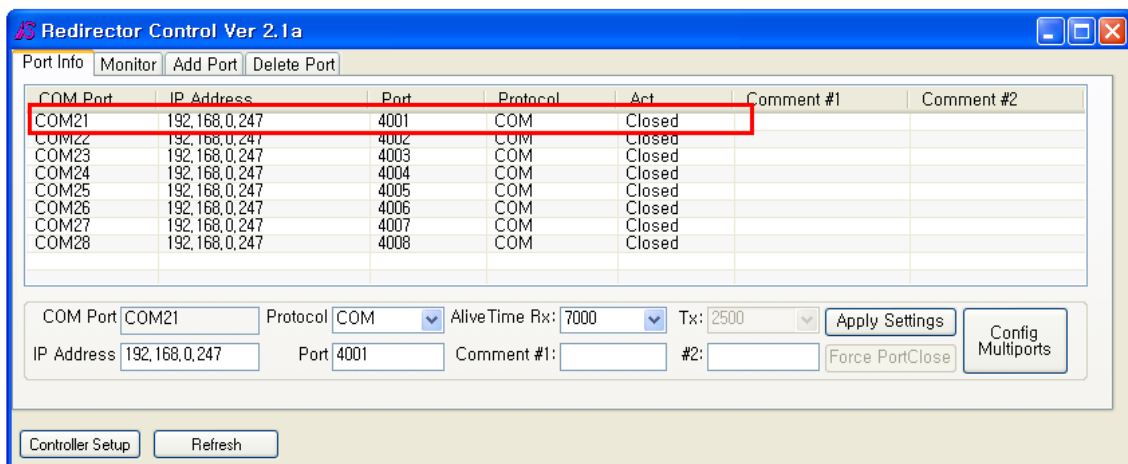 Redirector Control Ver 2.1a
Port Info Monitor Add Port Delete Port
COM Port IP Address Port Protocol Act Comment #1 Comment #2
COM21 192,168,0,247 4001 COM Closed
COM22 192,168,0,247 4002 COM Closed
COM23 192,168,0,247 4003 COM Closed
COM24 192,168,0,247 4004 COM Closed
COM25 192,168,0,247 4005 COM Closed
COM26 192,168,0,247 4006 COM Closed
COM27 192,168,0,247 4007 COM Closed
COM28 192,168,0,247 4008 COM Closed
COM Port COM21 Protocol COM AliveTime Rx: 7000 Tx: 2500 Apply Settings
IP Address 192,168,0,247 Port 4001 Comment #1: #2: Force PortClose
Config
Multiports
Controller Setup Refresh